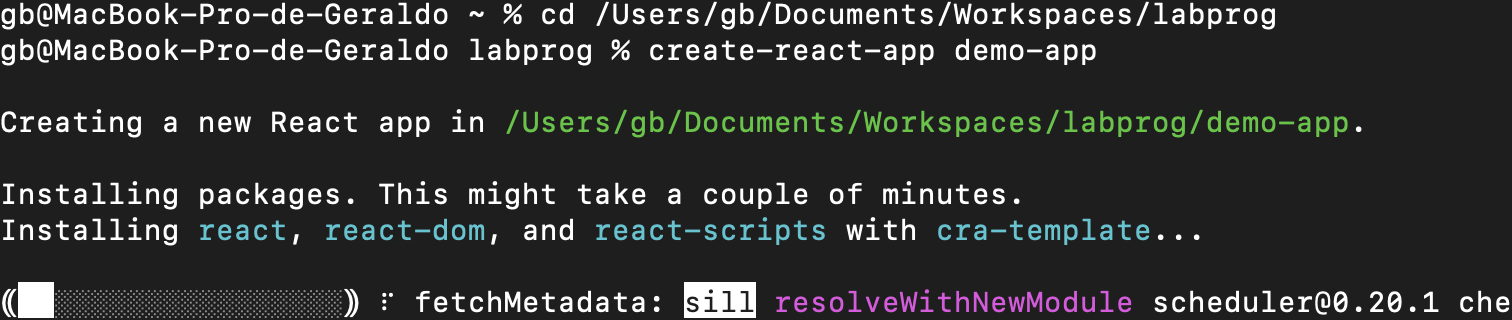 gb@MacBook-Pro-de-Geraldo ~ % cd /Users/gb/Documents/Workspaces/labprog
gb@MacBook-Pro-de-Geraldo labprog % create-react-app demo-app
Creating a new React app in /Users/gb/Documents/Workspaces/labprog/demo-app.
Installing packages. This might take a couple of minutes.
Installing react, react-dom, and react-scripts with cra-template...
fetchMetadata: sill resolveWithNewModule scheduler@0.20.1 che